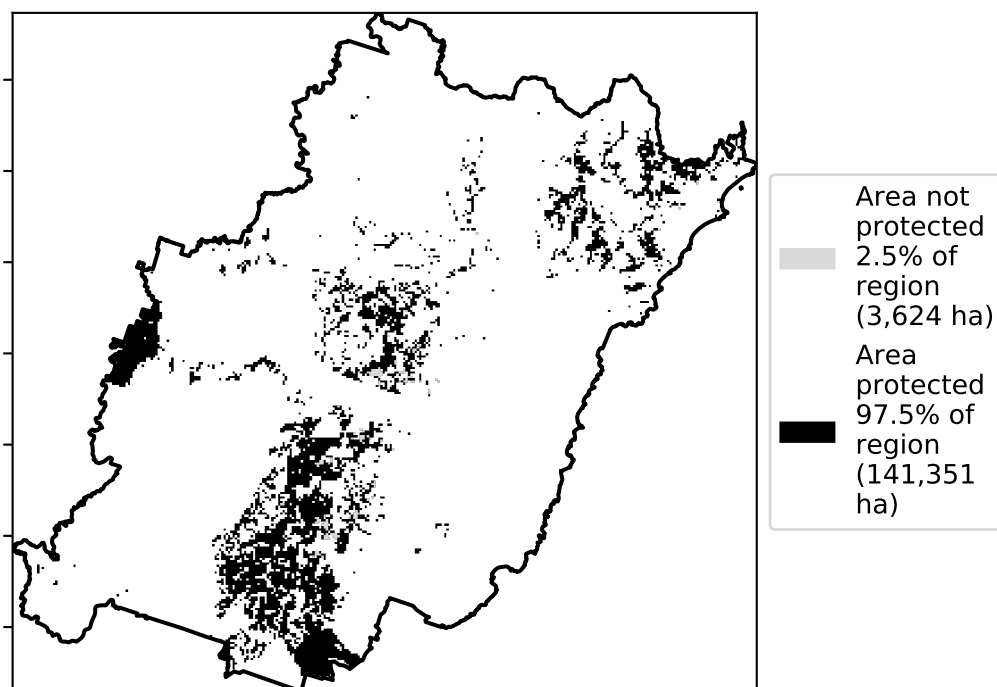 Area not
protected
2.5% of
region
(3,624 ha)
Area
protected
97.5% of
region
(141,351
ha)